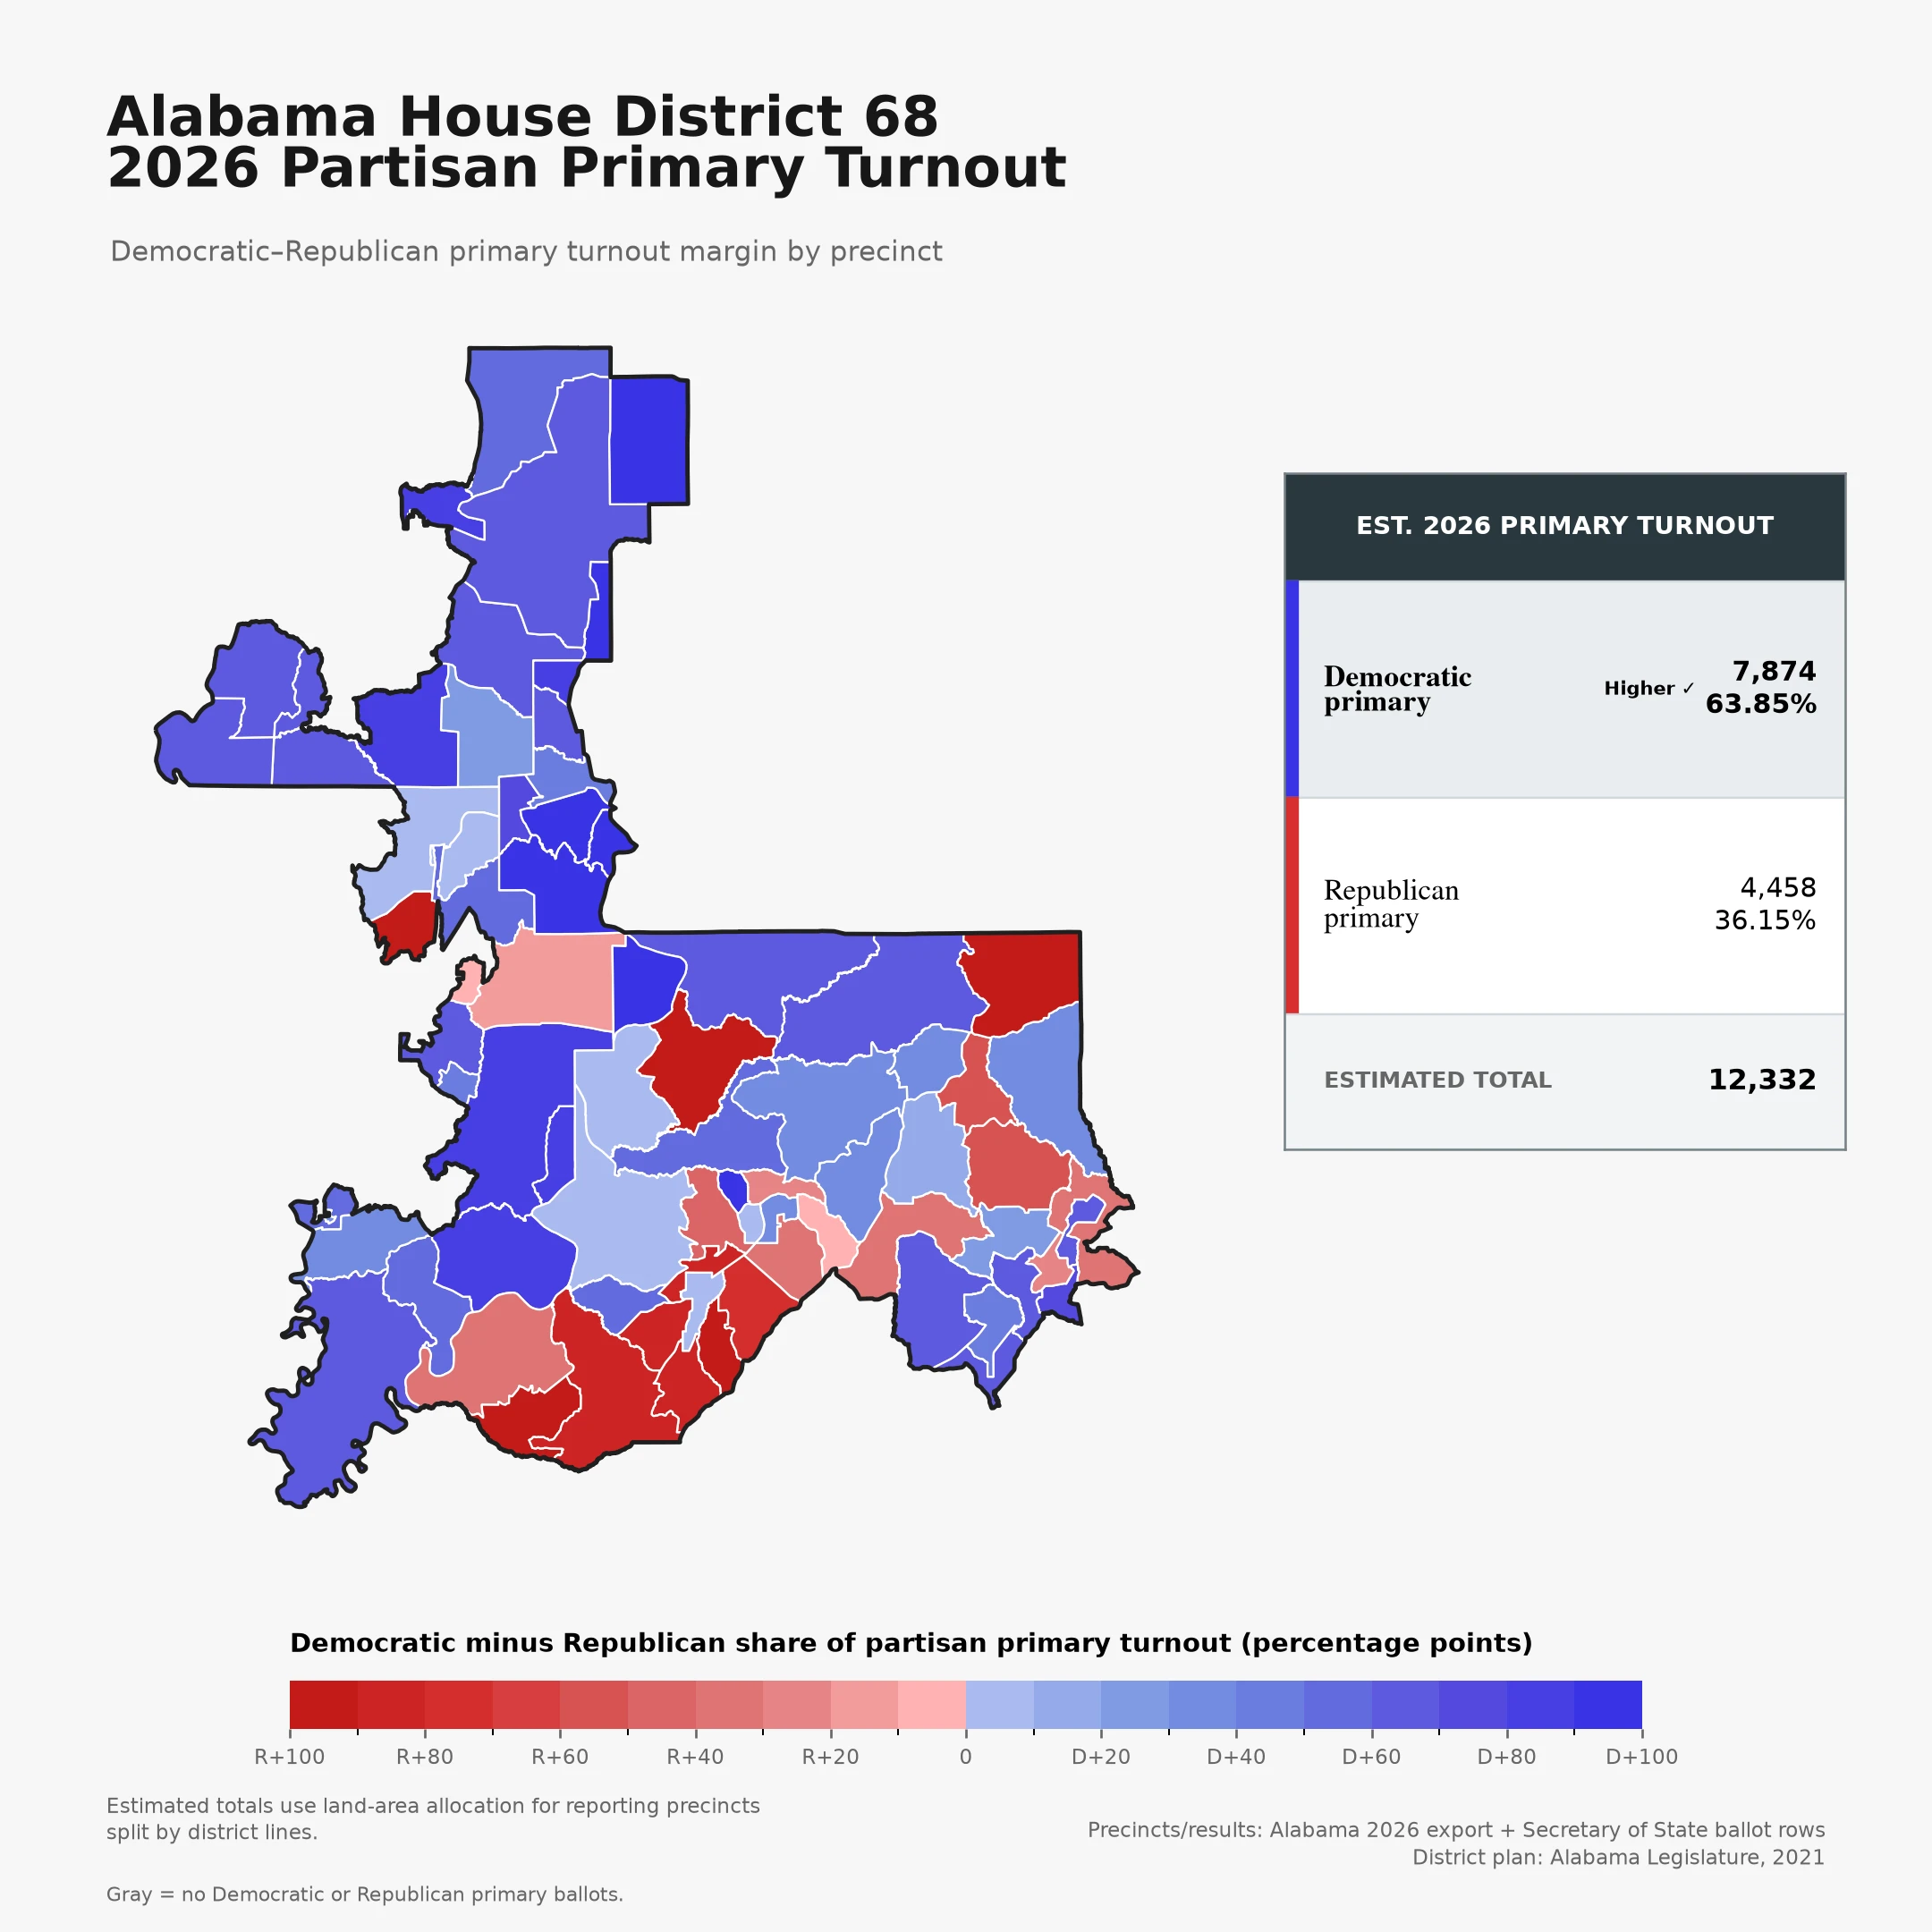 Alabama House District 68
2026 Partisan Primary Turnout
Democratic–Republican primary turnout margin by precinct
EST. 2026 PRIMARY TURNOUT
Democratic
primary
Higher ✓
7,874
63.85%
Republican
primary
4,458
36.15%
ESTIMATED TOTAL
12,332
Democratic minus Republican share of partisan primary turnout (percentage points)
R+100 R+80 R+60 R+40 R+20 0 D+20 D+40 D+60 D+80 D+100
Estimated totals use land-area allocation for reporting precincts
split by district lines.
Gray = no Democratic or Republican primary ballots.
Precincts/results: Alabama 2026 export + Secretary of State ballot rows
District plan: Alabama Legislature, 2021